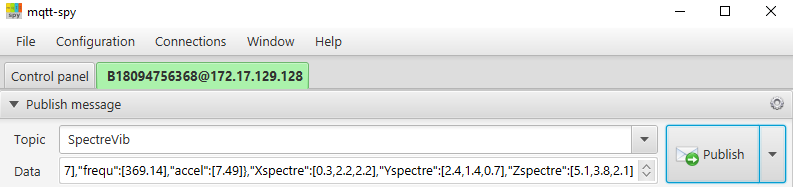 mqtt-spy
spy
File Configuration Connections Window Help
Control panel B18094756368@172.17.129.128
Publish message
Topic SpectreVib
Data 7],"frequ":[369.14],"accel":[7.49]},"Xspectre":[0.3,2.2,2.2],"Yspectre":[2.4,1.4,0.7],"Zspectre":[5.1,3.8,2.1]
Publish